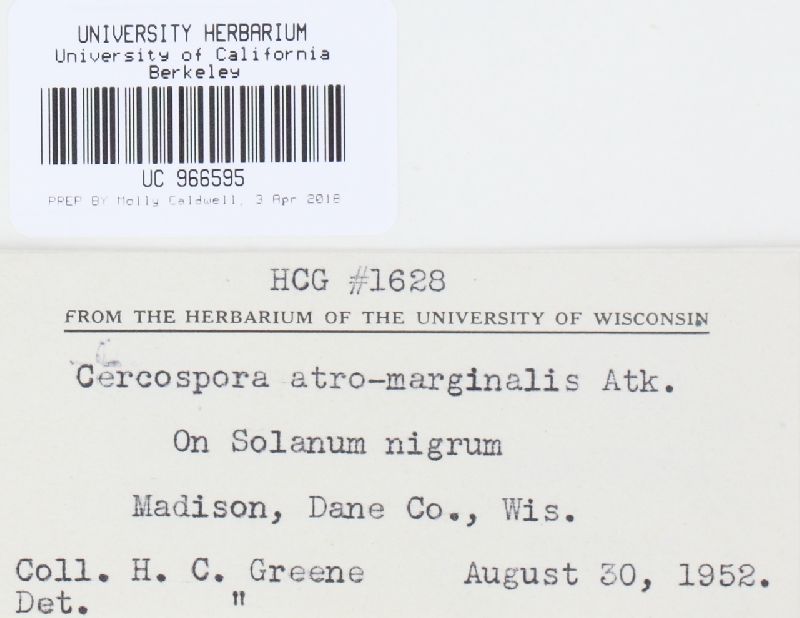 UNIVERSITY HERBARIUM
University of California
Berkeley
UC 966595
PREP BY Molly Caldwell, 3 Apr 2018
HCG #1628
FROM THE HERBARIUM OF THE UNIVERSITY OF WISCONSIN
Cercospora atro-marginalis Atk.
On Solanum nigrum
Madison, Dane Co., Wis.
Coll. H. C. Greene August 30, 1952.
Det. "